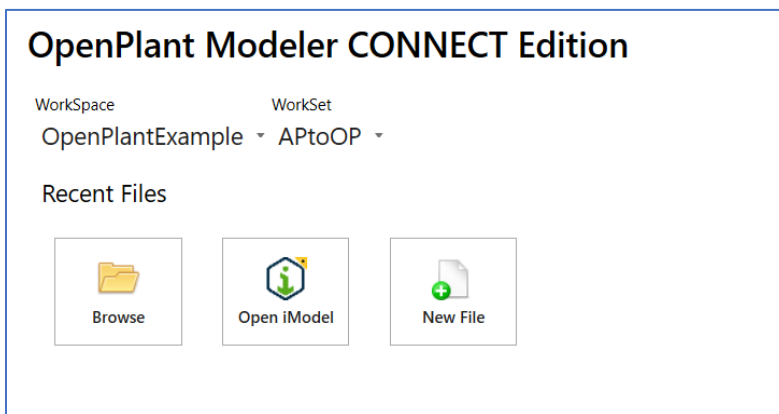 OpenPlant Modeler CONNECT Edition
WorkSpace WorkSet
OpenPlantExample APtoOP
Recent Files
Browse Open iModel New File